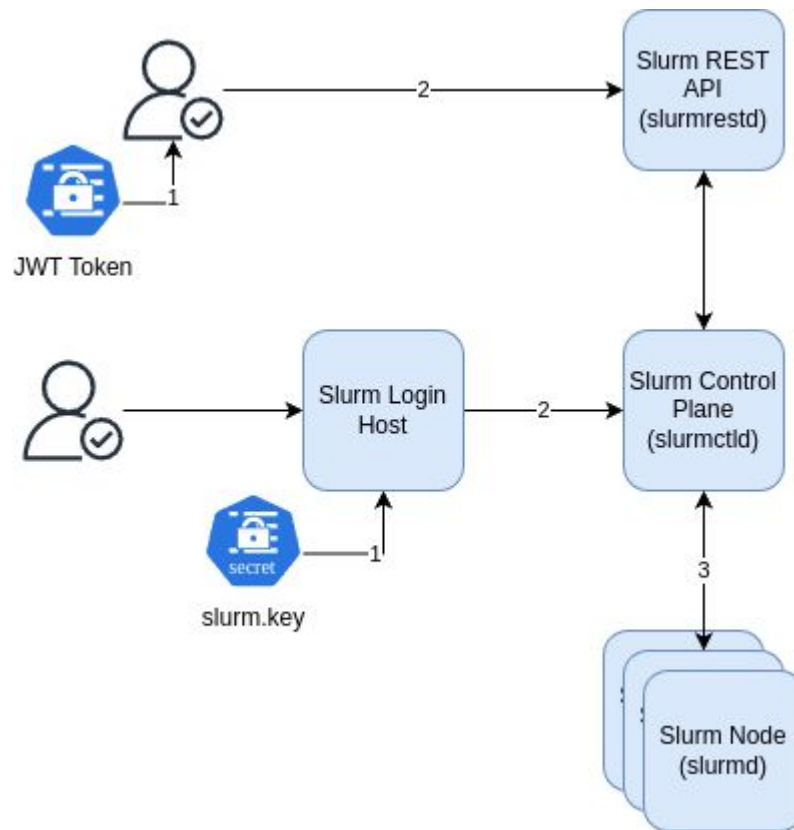 Slurm REST
API
(slurmrestd)
2
1
JWT Token
Slurm Login
Host
2
Slurm Control
Plane
(slurmctld)
secret
1
slurm.key
3
Slurm Node
(slurmd)